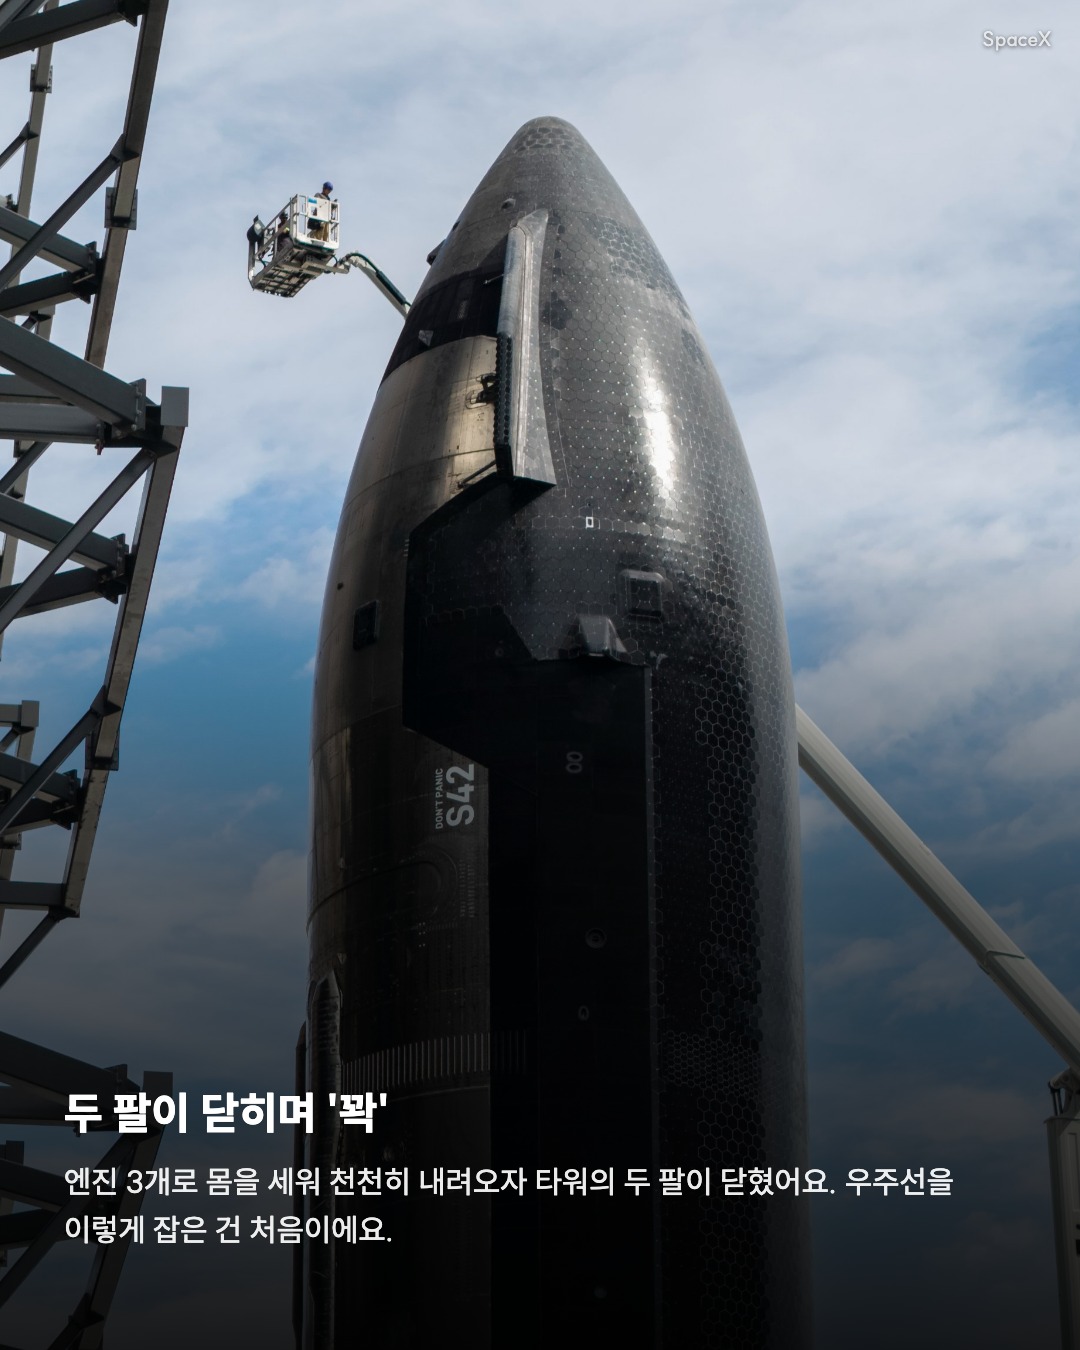 SpaceX
DON'T PANIC
S42
00
두 팔이 닫히며 '꽉'
엔진 3개로 몸을 세워 천천히 내려오자 타워의 두 팔이 닫혔어요. 우주선을
이렇게 잡은 건 처음이에요.